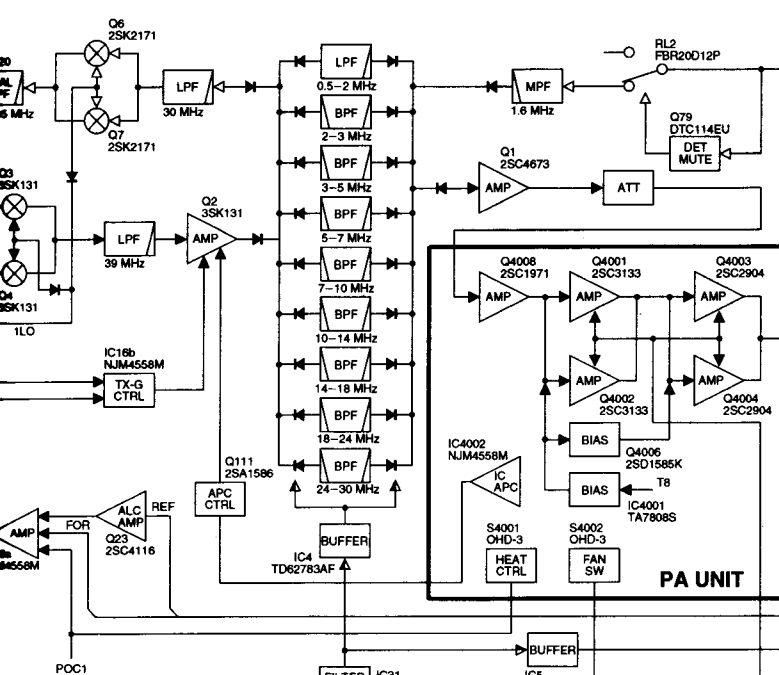 Q6
2SK2171
LPF
30 MHz
Q7
2SK2171
LPF
0.5–2 MHz
BPF
2–3 MHz
BPF
3–5 MHz
BPF
5–7 MHz
BPF
7–10 MHz
BPF
10–14 MHz
BPF
14–18 MHz
BPF
18–24 MHz
BPF
24–30 MHz
MPF
1.6 MHz
RL2
FBR20D12P
Q79
DTC114EU
DET
MUTE
Q1
2SC4673
AMP
ATT
Q3
3SK131
Q4
3SK131
1LO
LPF
39 MHz
Q2
3SK131
AMP
IC16b
NJM4558M
TX-G
CTRL
Q4008
2SC1971
AMP
Q4001
2SC3133
AMP
Q4003
2SC2904
AMP
AMP
Q4002
2SC3133
AMP
Q4004
2SC2904
BIAS
Q4006
2SD1585K
BIAS
T8
IC4001
TA7808S
IC4002
NJM4558M
IC
APC
Q111
2SA1586
APC
CTRL
ALC
AMP
REF
Q23
2SC4116
AMP
FOR
BUFFER
IC4
TD62783AF
S4001
OHD-3
HEAT
CTRL
S4002
OHD-3
FAN
SW
PA UNIT
POC1
BUFFER